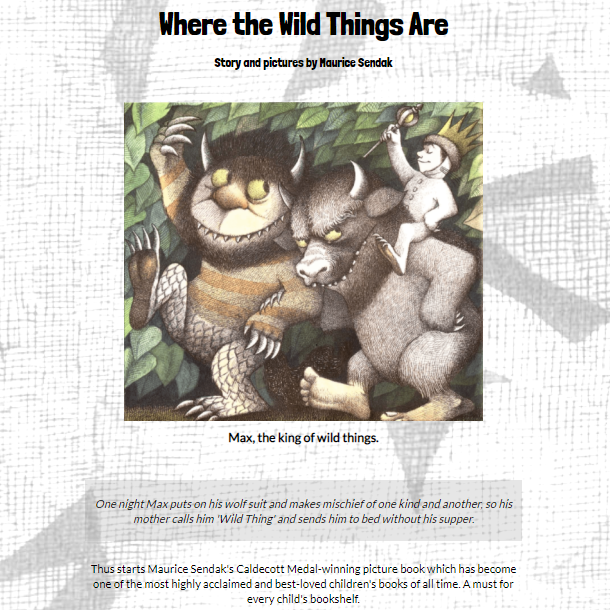 Where the Wild Things Are
Story and pictures by Maurice Sendak
Max, the king of wild things.
One night Max puts on his wolf suit and makes mischief of one kind and another, so his
mother calls him 'Wild Thing' and sends him to bed without his supper.
Thus starts Maurice Sendak's Caldecott Medal-winning picture book which has become
one of the most highly acclaimed and best-loved children's books of all time. A must for
every child's bookshelf.